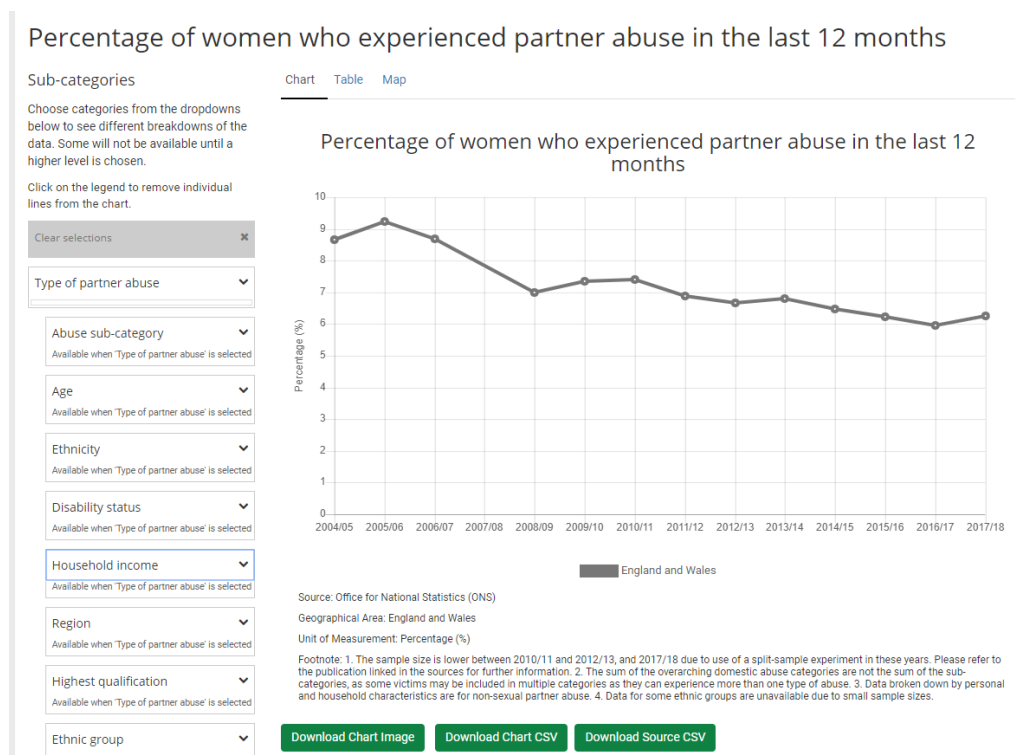 Percentage of women who experienced partner abuse in the last 12 months
Sub-categories
Choose categories from the dropdowns
below to see different breakdowns of the
data. Some will not be available until a
higher level is chosen.
Click on the legend to remove individual
lines from the chart.
Clear selections ✖
Type of partner abuse
Abuse sub-category
Available when 'Type of partner abuse' is selected
Age
Available when 'Type of partner abuse' is selected
Ethnicity
Available when 'Type of partner abuse' is selected
Disability status
Available when 'Type of partner abuse' is selected
Household income
Available when 'Type of partner abuse' is selected
Region
Available when 'Type of partner abuse' is selected
Highest qualification
Available when 'Type of partner abuse' is selected
Ethnic group
Chart Table Map
Percentage of women who experienced partner abuse in the last 12
months
Percentage (%)
10
9
8
7
6
5
4
3
2
1
0
2004/05 2005/06 2006/07 2007/08 2008/09 2009/10 2010/11 2011/12 2012/13 2013/14 2014/15 2015/16 2016/17 2017/18
England and Wales
Source: Office for National Statistics (ONS)
Geographical Area: England and Wales
Unit of Measurement: Percentage (%)
Footnote: 1. The sample size is lower between 2010/11 and 2012/13, and 2017/18 due to use of a split-sample experiment in these years. Please refer to
the publication linked in the sources for further information. 2. The sum of the overarching domestic abuse categories are not the sum of the sub-
categories, as some victims may be included in multiple categories as they can experience more than one type of abuse. 3. Data broken down by personal
and household characteristics are for non-sexual partner abuse. 4. Data for some ethnic groups are unavailable due to small sample sizes.
Download Chart Image Download Chart CSV Download Source CSV